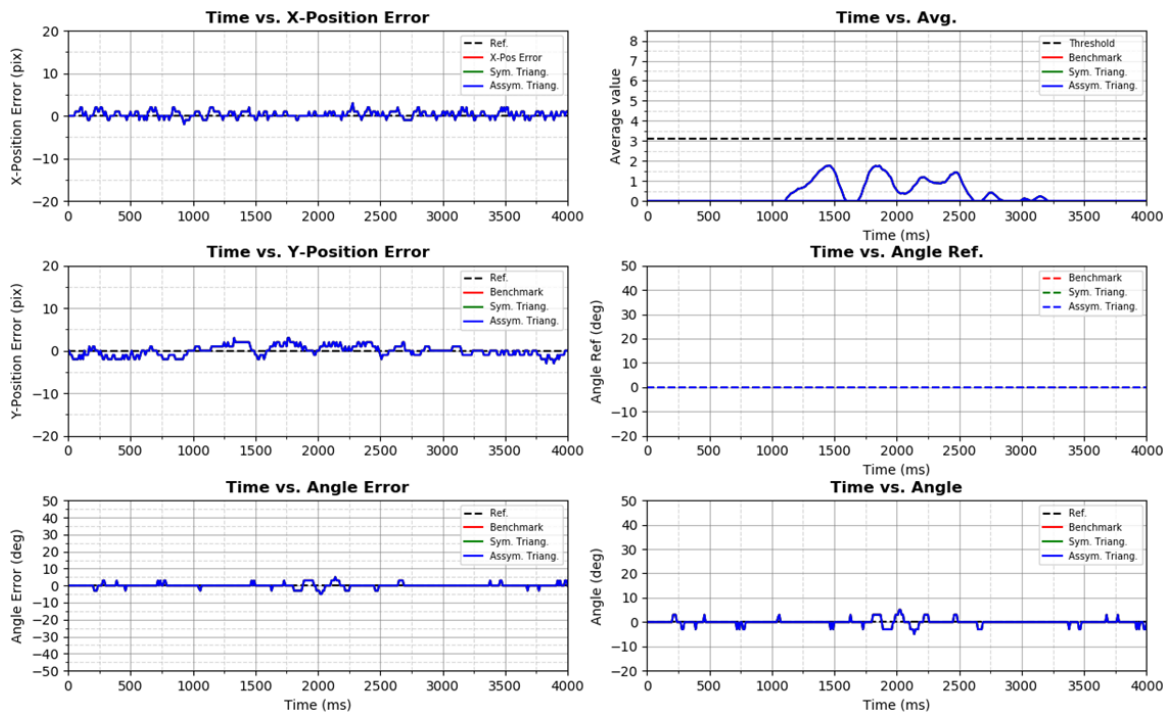 Time vs. X-Position Error
X-Position Error (pix)
20
10
0
−10
−20
0 500 1000 1500 2000 2500 3000 3500 4000
Ref.
X-Pos Error
Sym. Triang.
Assym. Triang.
Time vs. Avg.
Average value
8
7
6
5
4
3
2
1
0
0 500 1000 1500 2000 2500 3000 3500 4000
Time (ms)
Threshold
Benchmark
Sym. Triang.
Assym. Triang.
Time vs. Y-Position Error
Y-Position Error (pix)
20
10
0
−10
−20
0 500 1000 1500 2000 2500 3000 3500 4000
Ref.
Benchmark
Sym. Triang.
Assym. Triang.
Time vs. Angle Ref.
Angle Ref (deg)
50
40
30
20
10
0
−10
−20
0 500 1000 1500 2000 2500 3000 3500 4000
Time (ms)
Benchmark
Sym. Triang.
Assym. Triang.
Time vs. Angle Error
Angle Error (deg)
50
40
30
20
10
0
−10
−20
−30
−40
−50
0 500 1000 1500 2000 2500 3000 3500 4000
Time (ms)
Ref.
Benchmark
Sym. Triang.
Assym. Triang.
Time vs. Angle
Angle (deg)
50
40
30
20
10
0
−10
−20
0 500 1000 1500 2000 2500 3000 3500 4000
Time (ms)
Ref.
Benchmark
Sym. Triang.
Assym. Triang.